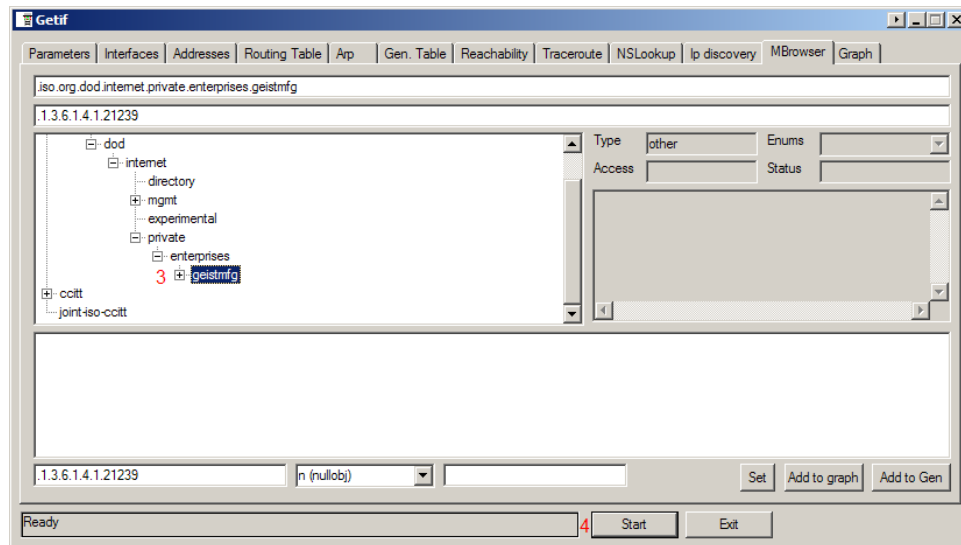 Getif
Parameters Interfaces Addresses Routing Table Arp Gen. Table Reachability Traceroute NSLookup Ip discovery MBrowser Graph
.iso.org.dod.internet.private.enterprises.geistmfg
.1.3.6.1.4.1.21239
dod
internet
directory
mgmt
experimental
private
enterprises
3 geistmfg
ccitt
joint-iso-ccitt
Type other Enums
Access Status
.1.3.6.1.4.1.21239 n (nullobj) Set Add to graph Add to Gen
Ready 4 Start Exit